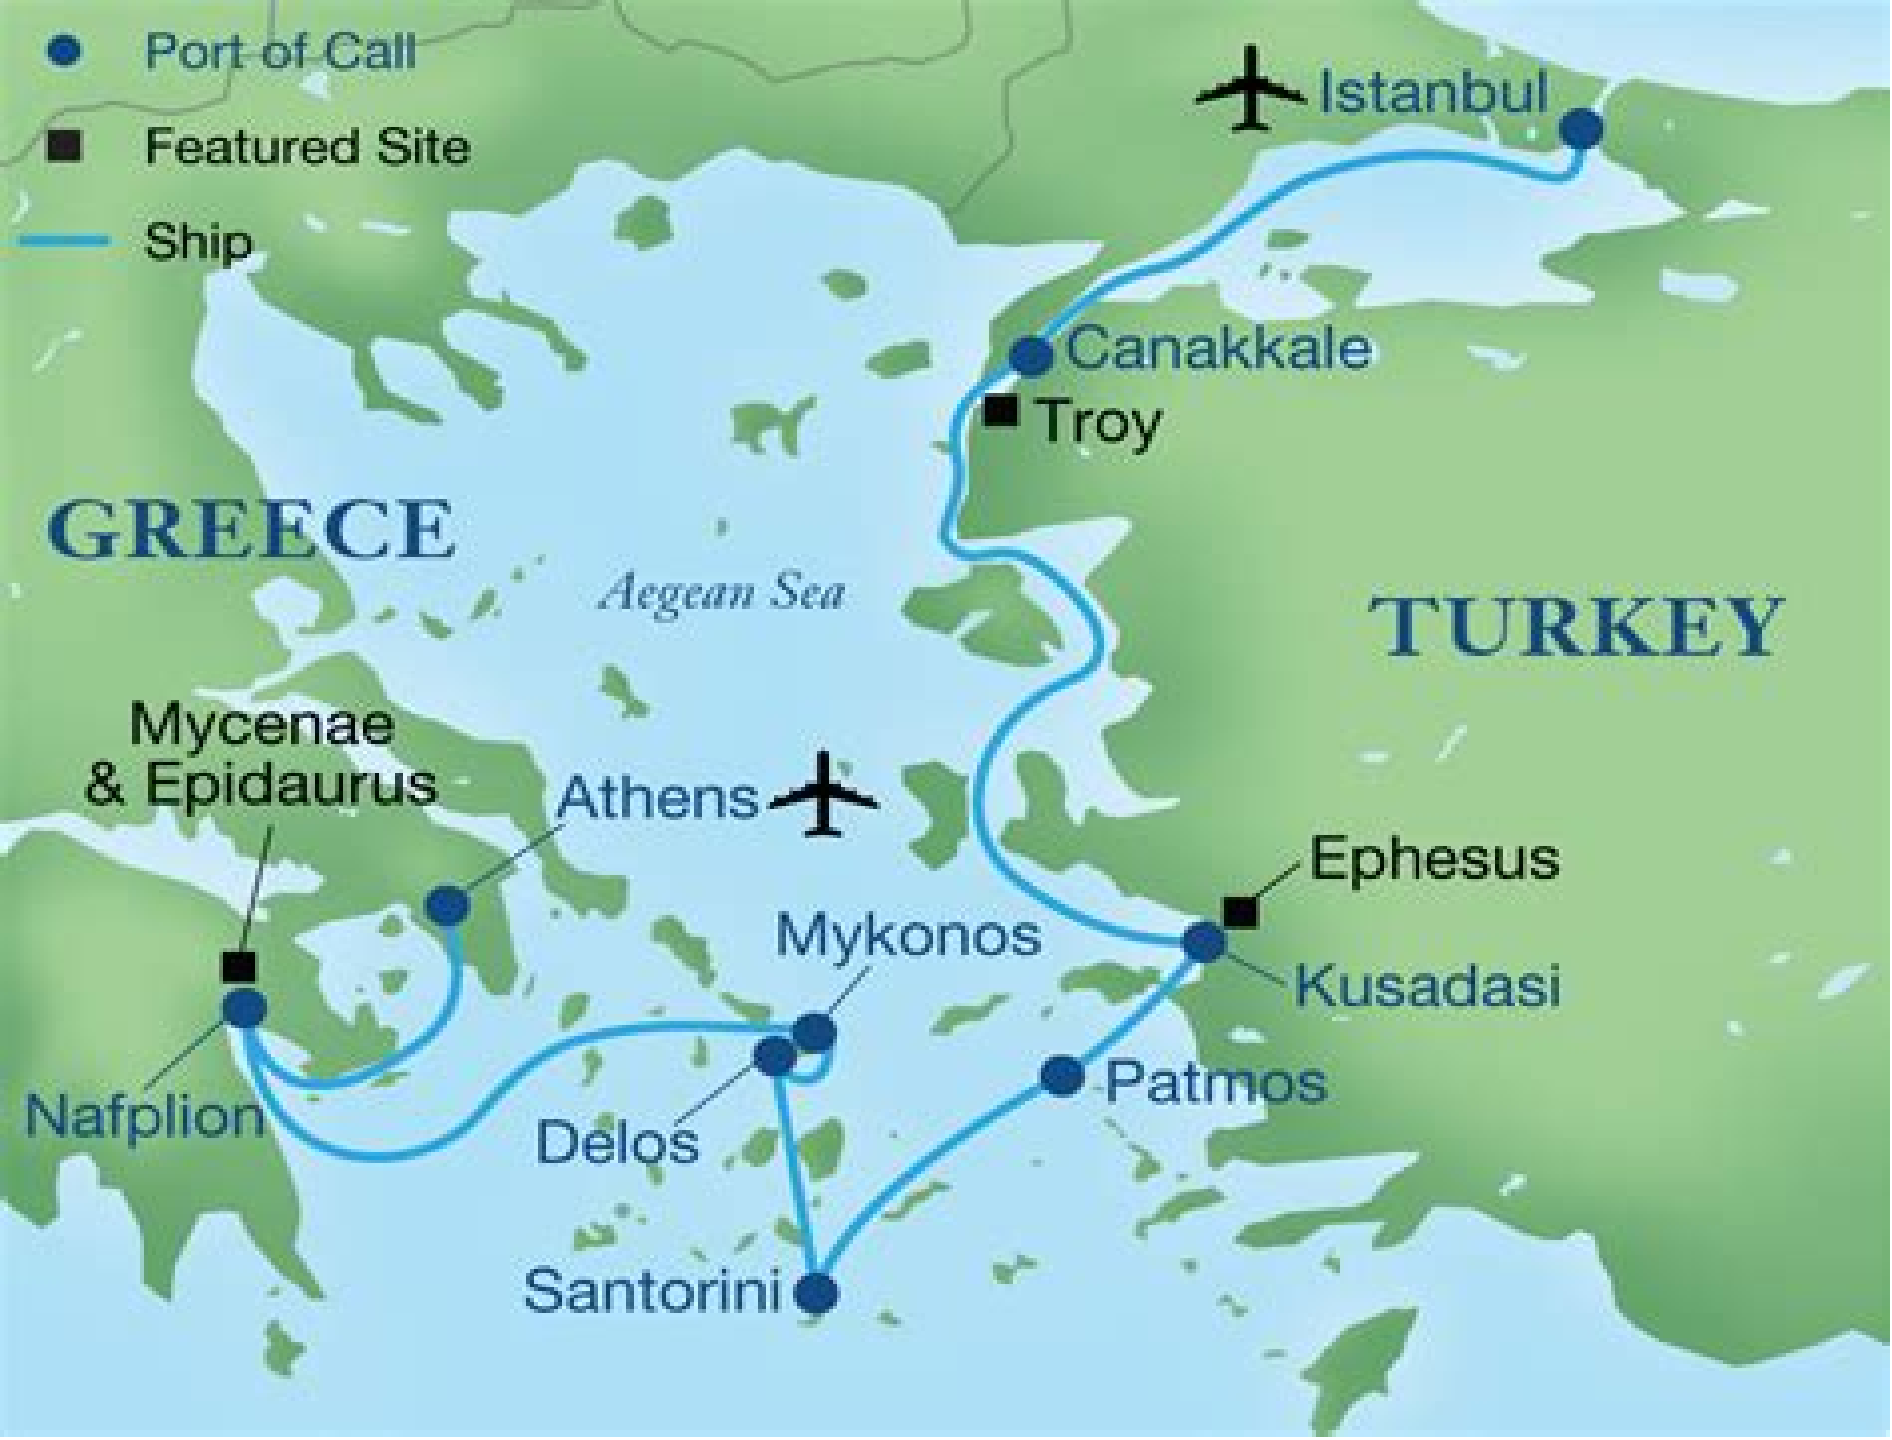 Port of Call
Featured Site
Ship
Istanbul
Canakkale
Troy
GREECE
Aegean Sea
TURKEY
Mycenae
& Epidaurus
Athens
Ephesus
Mykonos
Kusadasi
Nafplion
Delos
Patmos
Santorini